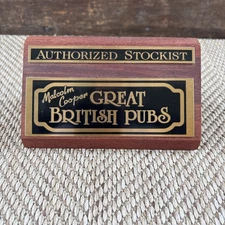 AUTHORIZED STOCKIST
Malcolm
Cooper
GREAT
BRITISH PUBS